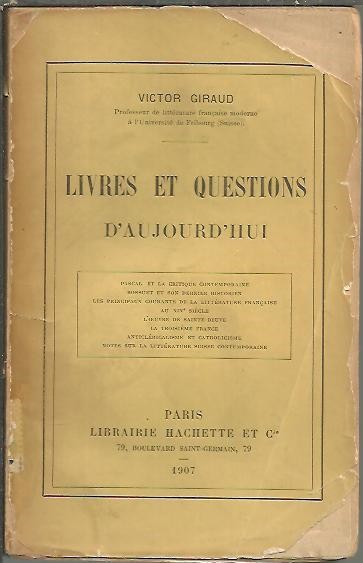 VICTOR GIRAUD
Professeur de littérature française moderne
à l'Université de Fribourg (Suisse).
LIVRES ET QUESTIONS
D'AUJOURD'HUI
PASCAL ET LA CRITIQUE CONTEMPORAINE
BOSSUET ET SON DERNIER HISTORIEN
LES PRINCIPAUX COURANTS DE LA LITTÉRATURE FRANÇAISE
AU XIXe SIÈCLE
L'ŒUVRE DE SAINTE-BEUVE
LA TROISIÈME FRANCE
ANTICLÉRICALISME ET CATHOLICISME
NOTES SUR LA LITTÉRATURE SUISSE CONTEMPORAINE
PARIS
LIBRAIRIE HACHETTE ET Cie
79, BOULEVARD SAINT-GERMAIN, 79
1907